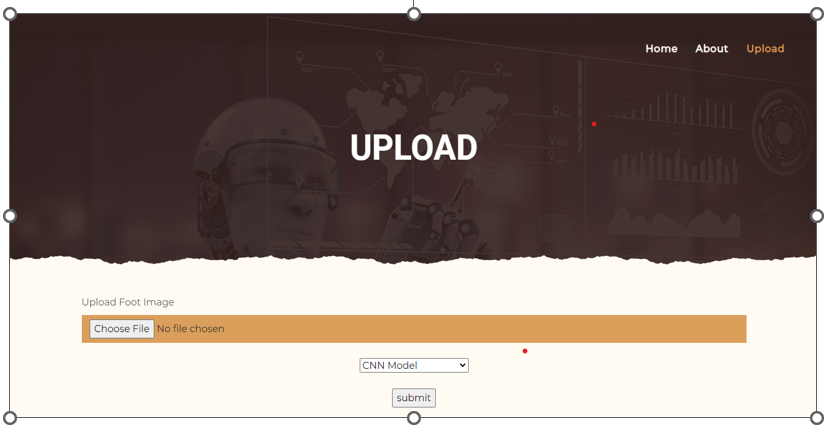 Home About Upload
UPLOAD
Upload Foot Image
Choose File No file chosen
CNN Model
submit